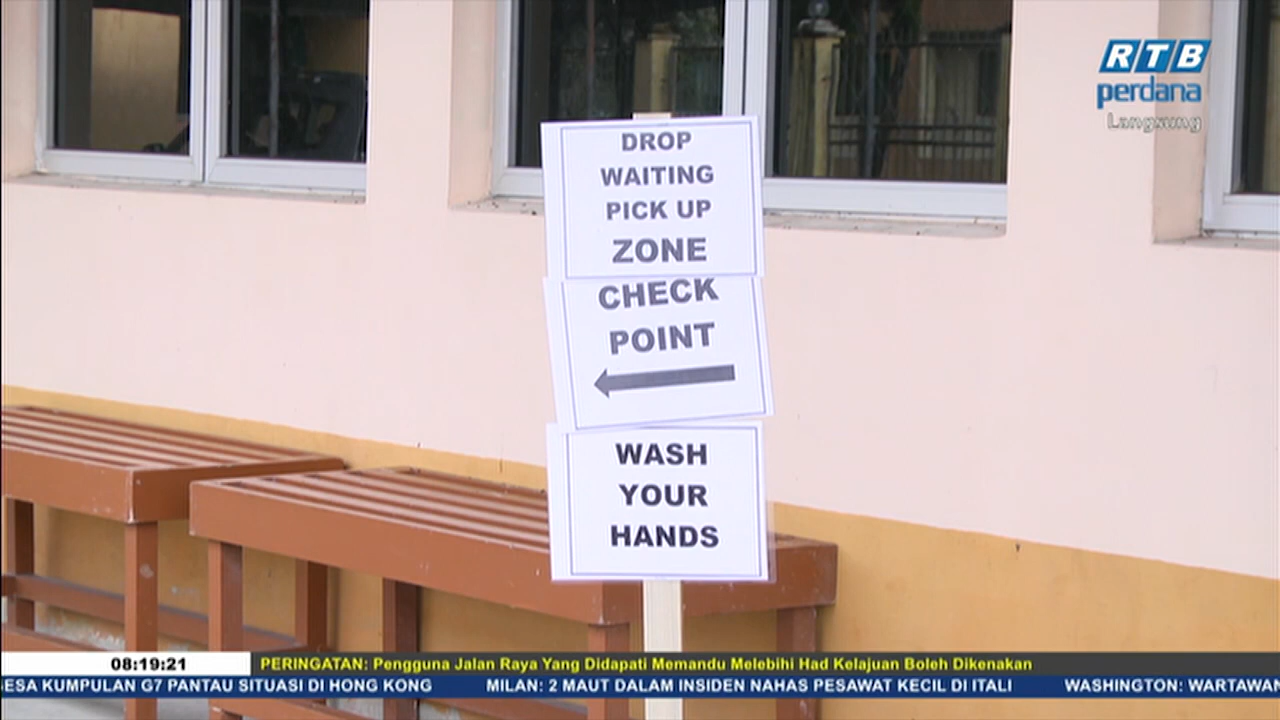 RTB
perdana
Langsung
DROP
WAITING
PICK UP
ZONE
CHECK
POINT
WASH
YOUR
HANDS
08:19:21
PERINGATAN: Pengguna Jalan Raya Yang Didapati Memandu Melebihi Had Kelajuan Boleh Dikenakan
ESA KUMPULAN G7 PANTAU SITUASI DI HONG KONG MILAN: 2 MAUT DALAM INSIDEN NAHAS PESAWAT KECIL DI ITALI WASHINGTON: WARTAWAN